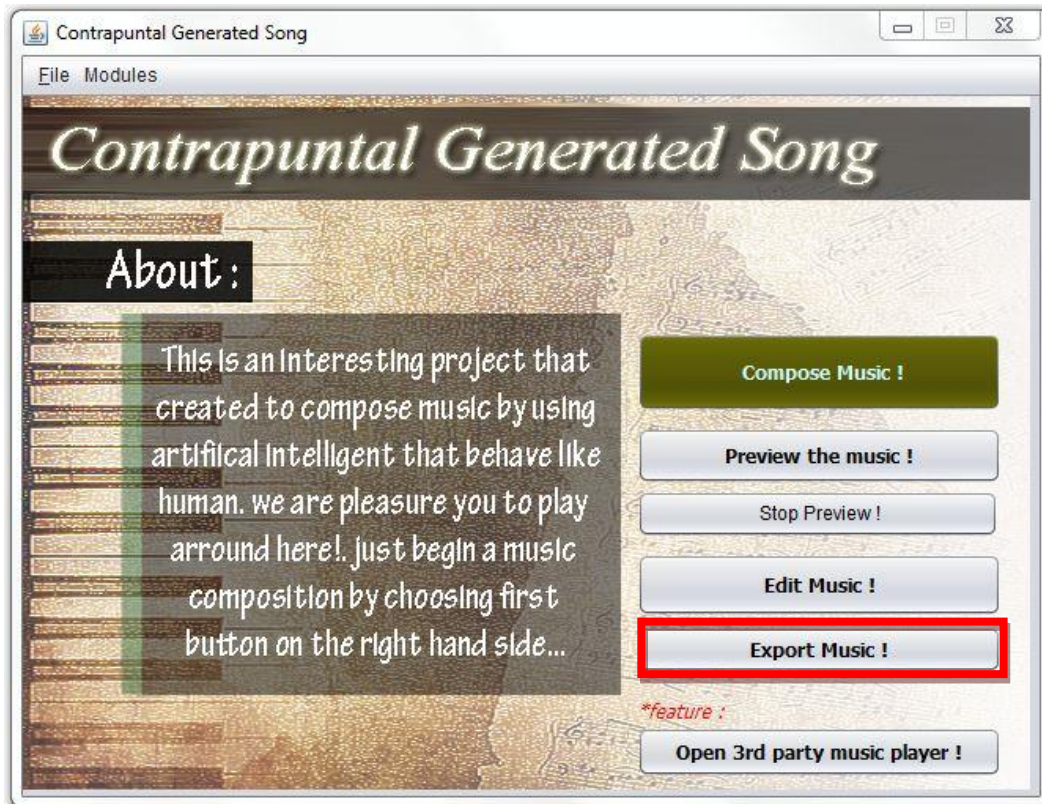 Contrapuntal Generated Song
File Modules
Contrapuntal Generated Song
About :
This is an interesting project that
created to compose music by using
artifiical intelligent that behave like
human. we are pleasure you to play
arround here!. just begin a music
composition by choosing first
button on the right hand side...
Compose Music !
Preview the music !
Stop Preview !
Edit Music !
Export Music !
*feature :
Open 3rd party music player !